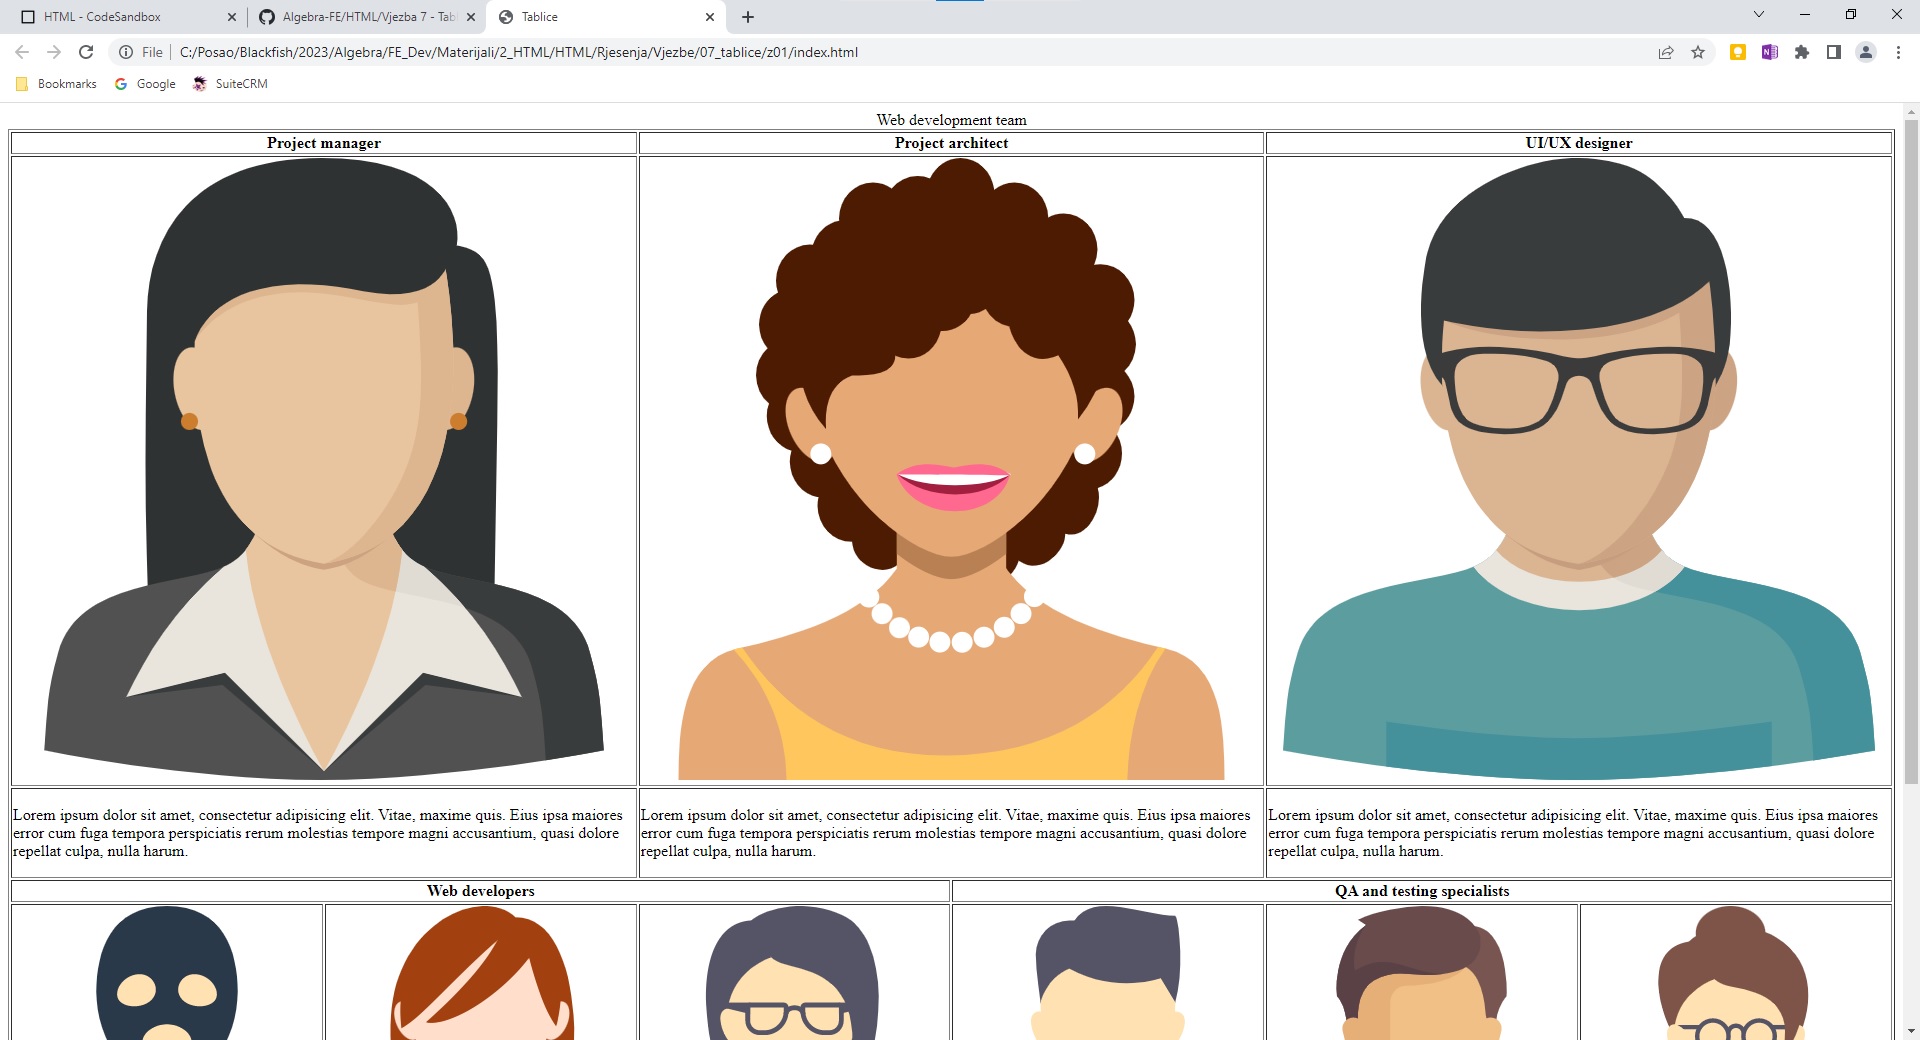 HTML - CodeSandbox
Algebra-FE/HTML/Vjezba 7 - Tabl
Tablice
File
C:/Posao/Blackfish/2023/Algebra/FE_Dev/Materijali/2_HTML/HTML/Rjesenja/Vjezbe/07_tablice/z01/index.html
Bookmarks
Google
SuiteCRM
Web development team
Project manager
Project architect
UI/UX designer
Lorem ipsum dolor sit amet, consectetur adipisicing elit. Vitae, maxime quis. Eius ipsa maiores
error cum fuga tempora perspiciatis rerum molestias tempore magni accusantium, quasi dolore
repellat culpa, nulla harum.
Lorem ipsum dolor sit amet, consectetur adipisicing elit. Vitae, maxime quis. Eius ipsa maiores
error cum fuga tempora perspiciatis rerum molestias tempore magni accusantium, quasi dolore
repellat culpa, nulla harum.
Lorem ipsum dolor sit amet, consectetur adipisicing elit. Vitae, maxime quis. Eius ipsa maiores
error cum fuga tempora perspiciatis rerum molestias tempore magni accusantium, quasi dolore
repellat culpa, nulla harum.
Web developers
QA and testing specialists